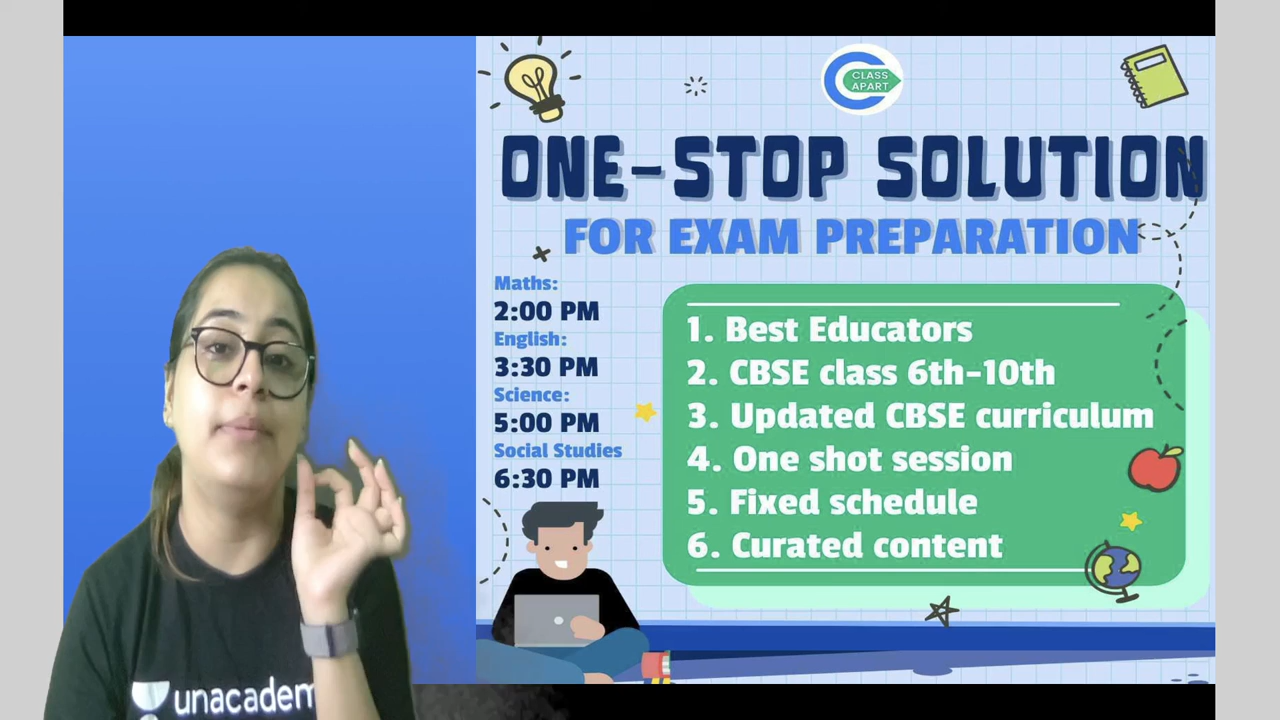 CLASS
APART
ONE-STOP SOLUTION
FOR EXAM PREPARATION
Maths:
2:00 PM
English:
3:30 PM
Science:
5:00 PM
Social Studies
6:30 PM
1. Best Educators
2. CBSE class 6th-10th
3. Updated CBSE curriculum
4. One shot session
5. Fixed schedule
6. Curated content
unacadem